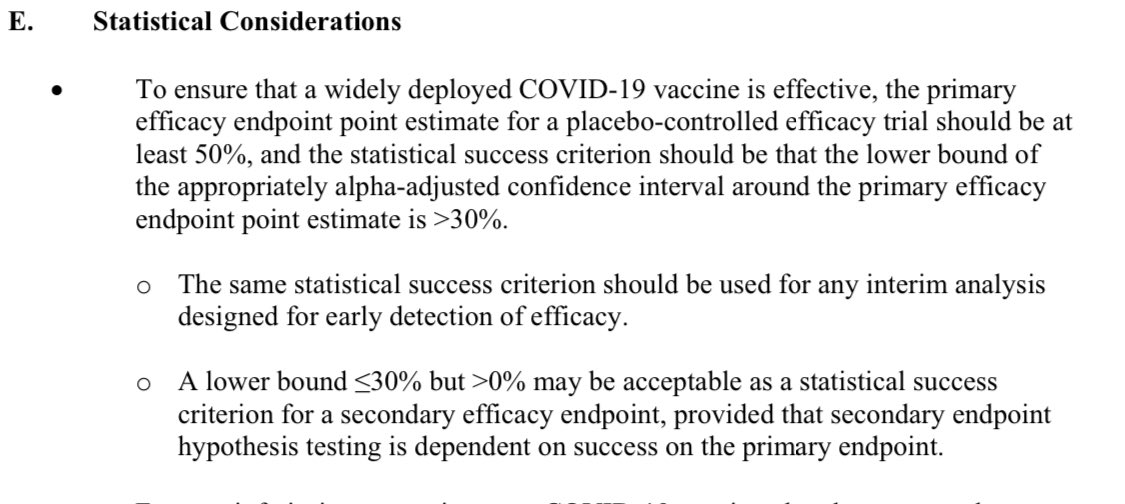 E. Statistical Considerations
• To ensure that a widely deployed COVID-19 vaccine is effective, the primary
efficacy endpoint point estimate for a placebo-controlled efficacy trial should be at
least 50%, and the statistical success criterion should be that the lower bound of
the appropriately alpha-adjusted confidence interval around the primary efficacy
endpoint point estimate is >30%.
o The same statistical success criterion should be used for any interim analysis
designed for early detection of efficacy.
o A lower bound ≤30% but >0% may be acceptable as a statistical success
criterion for a secondary efficacy endpoint, provided that secondary endpoint
hypothesis testing is dependent on success on the primary endpoint.